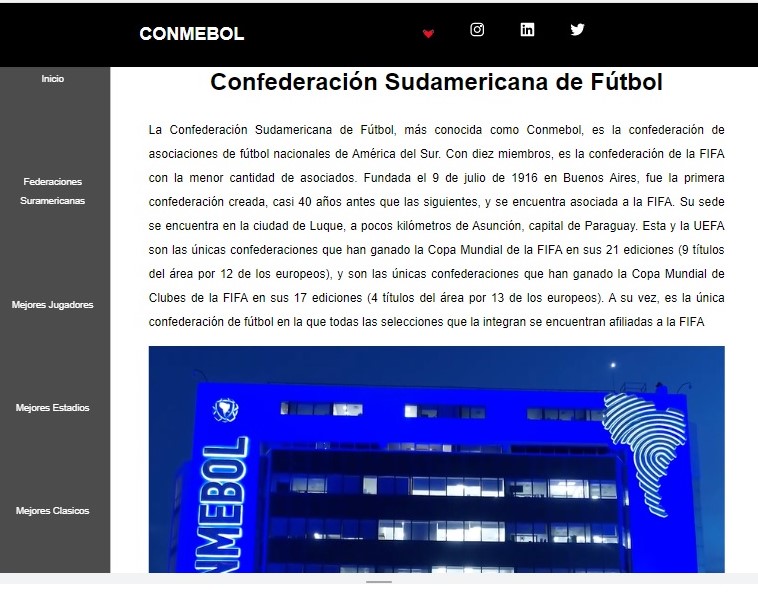 CONMEBOL
Inicio
Federaciones
Suramericanas
Mejores Jugadores
Mejores Estadios
Mejores Clasicos
Confederación Sudamericana de Fútbol
La Confederación Sudamericana de Fútbol, más conocida como Conmebol, es la confederación de
asociaciones de fútbol nacionales de América del Sur. Con diez miembros, es la confederación de la FIFA
con la menor cantidad de asociados. Fundada el 9 de julio de 1916 en Buenos Aires, fue la primera
confederación creada, casi 40 años antes que las siguientes, y se encuentra asociada a la FIFA. Su sede
se encuentra en la ciudad de Luque, a pocos kilómetros de Asunción, capital de Paraguay. Esta y la UEFA
son las únicas confederaciones que han ganado la Copa Mundial de la FIFA en sus 21 ediciones (9 títulos
del área por 12 de los europeos), y son las únicas confederaciones que han ganado la Copa Mundial de
Clubes de la FIFA en sus 17 ediciones (4 títulos del área por 13 de los europeos). A su vez, es la única
confederación de fútbol en la que todas las selecciones que la integran se encuentran afiliadas a la FIFA
NMEBOL